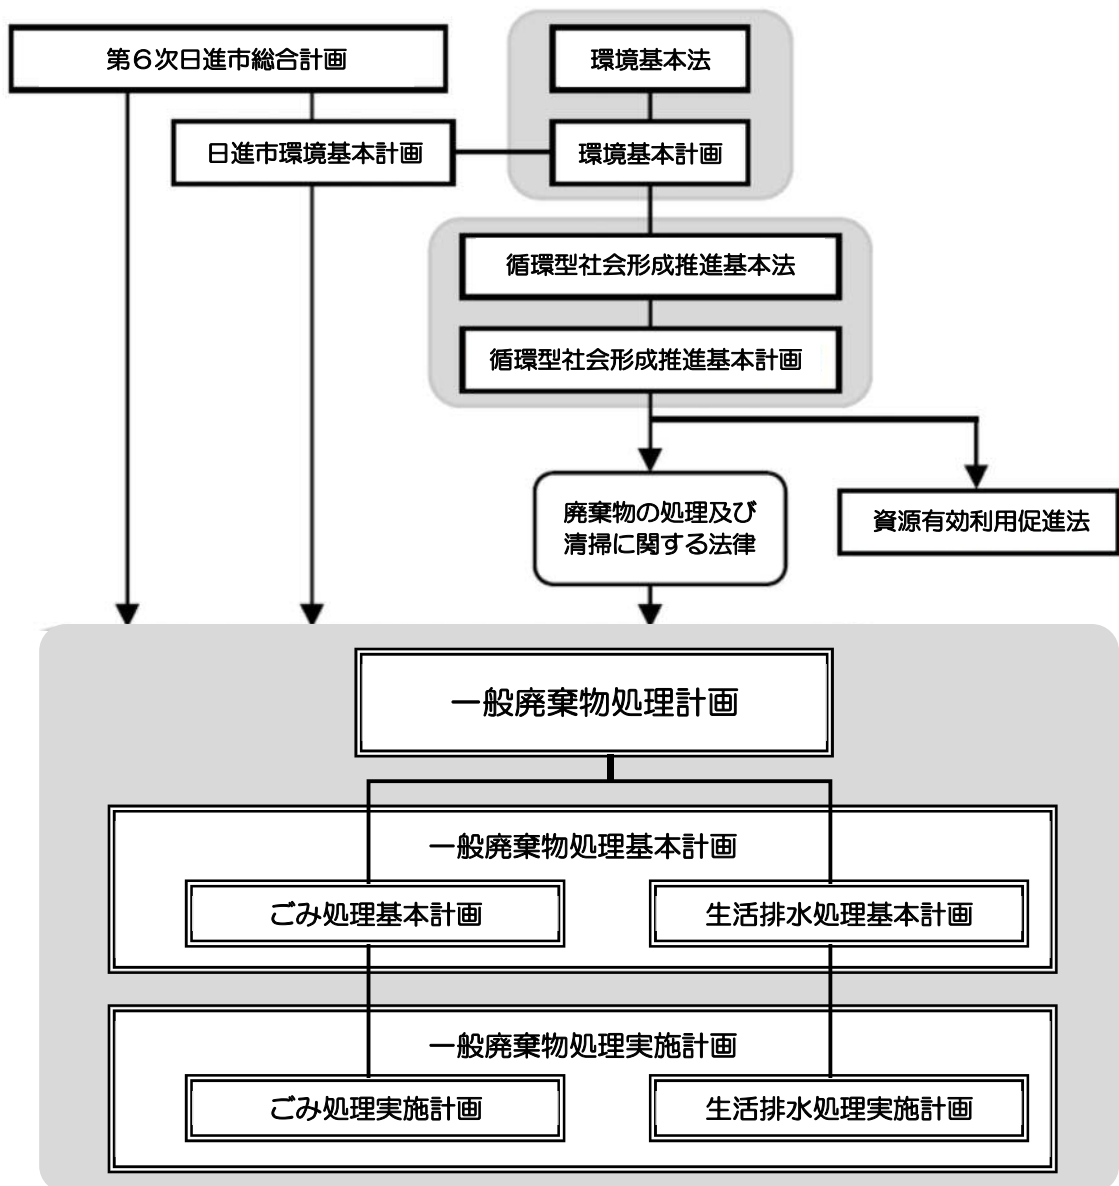 第６次日進市総合計画
環境基本法
日進市環境基本計画
環境基本計画
循環型社会形成推進基本法
循環型社会形成推進基本計画
廃棄物の処理及び
清掃に関する法律
資源有効利用促進法
一般廃棄物処理計画
一般廃棄物処理基本計画
ごみ処理基本計画
生活排水処理基本計画
一般廃棄物処理実施計画
ごみ処理実施計画
生活排水処理実施計画